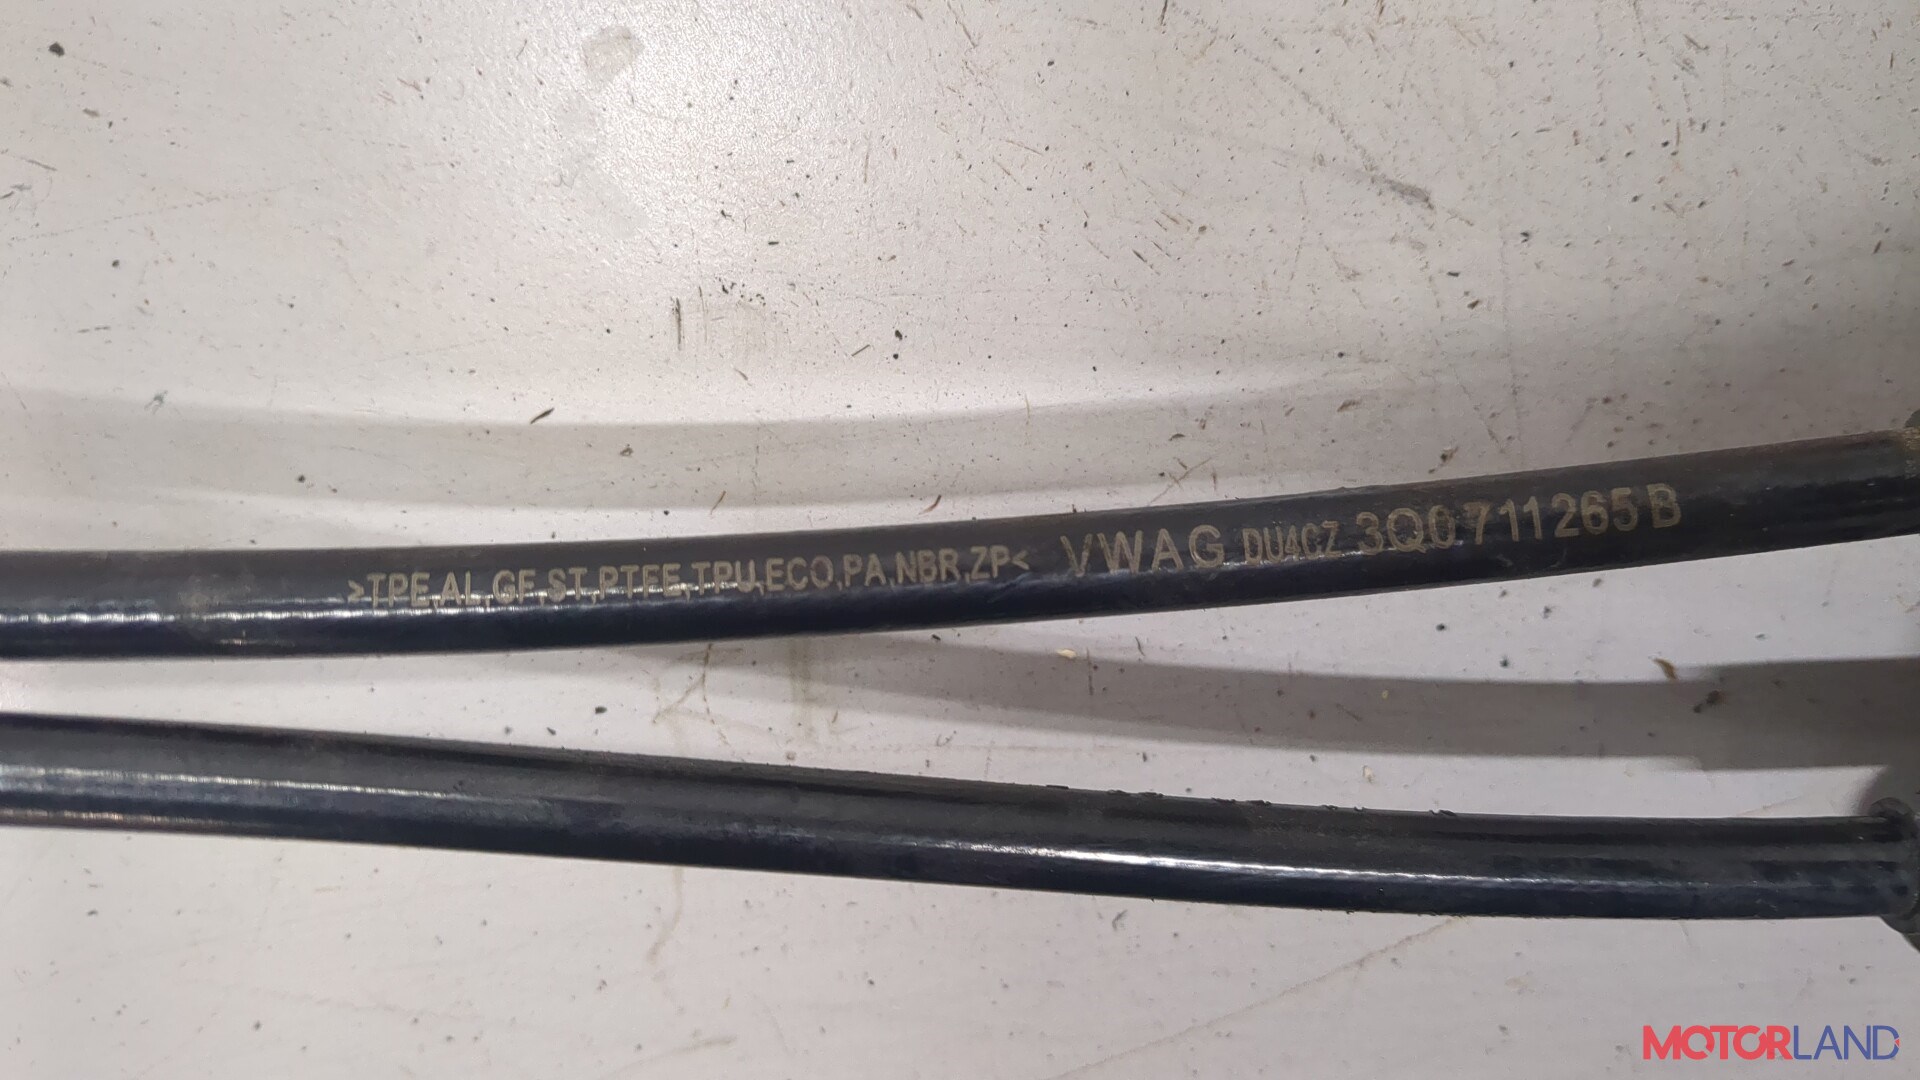 >TPE,AL,GF,ST,PTFE,TPU,ECO,PA,NBR,ZP< VWAG DU4CZ 3Q0711265B
MOTORLAND